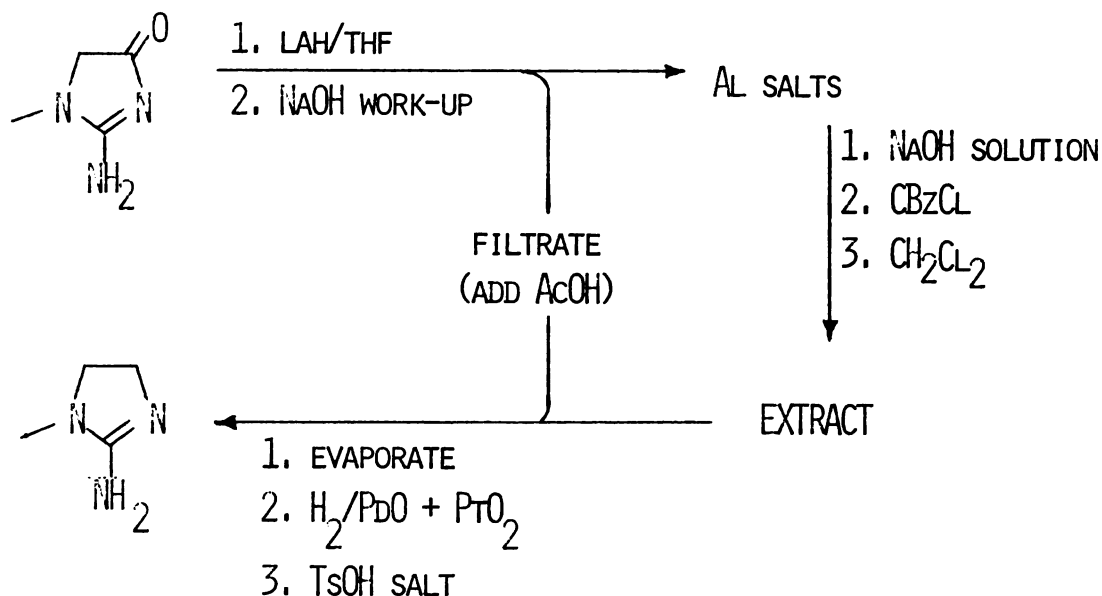 O
N
N
NH2
1. LAH/THF
2. NAOH WORK-UP
AL SALTS
1. NAOH SOLUTION
2. CBZCL
3. CH2CL2
FILTRATE
(ADD ACOH)
EXTRACT
N
N
NH2
1. EVAPORATE
2. H2/PDO + PTO2
3. TSOH SALT